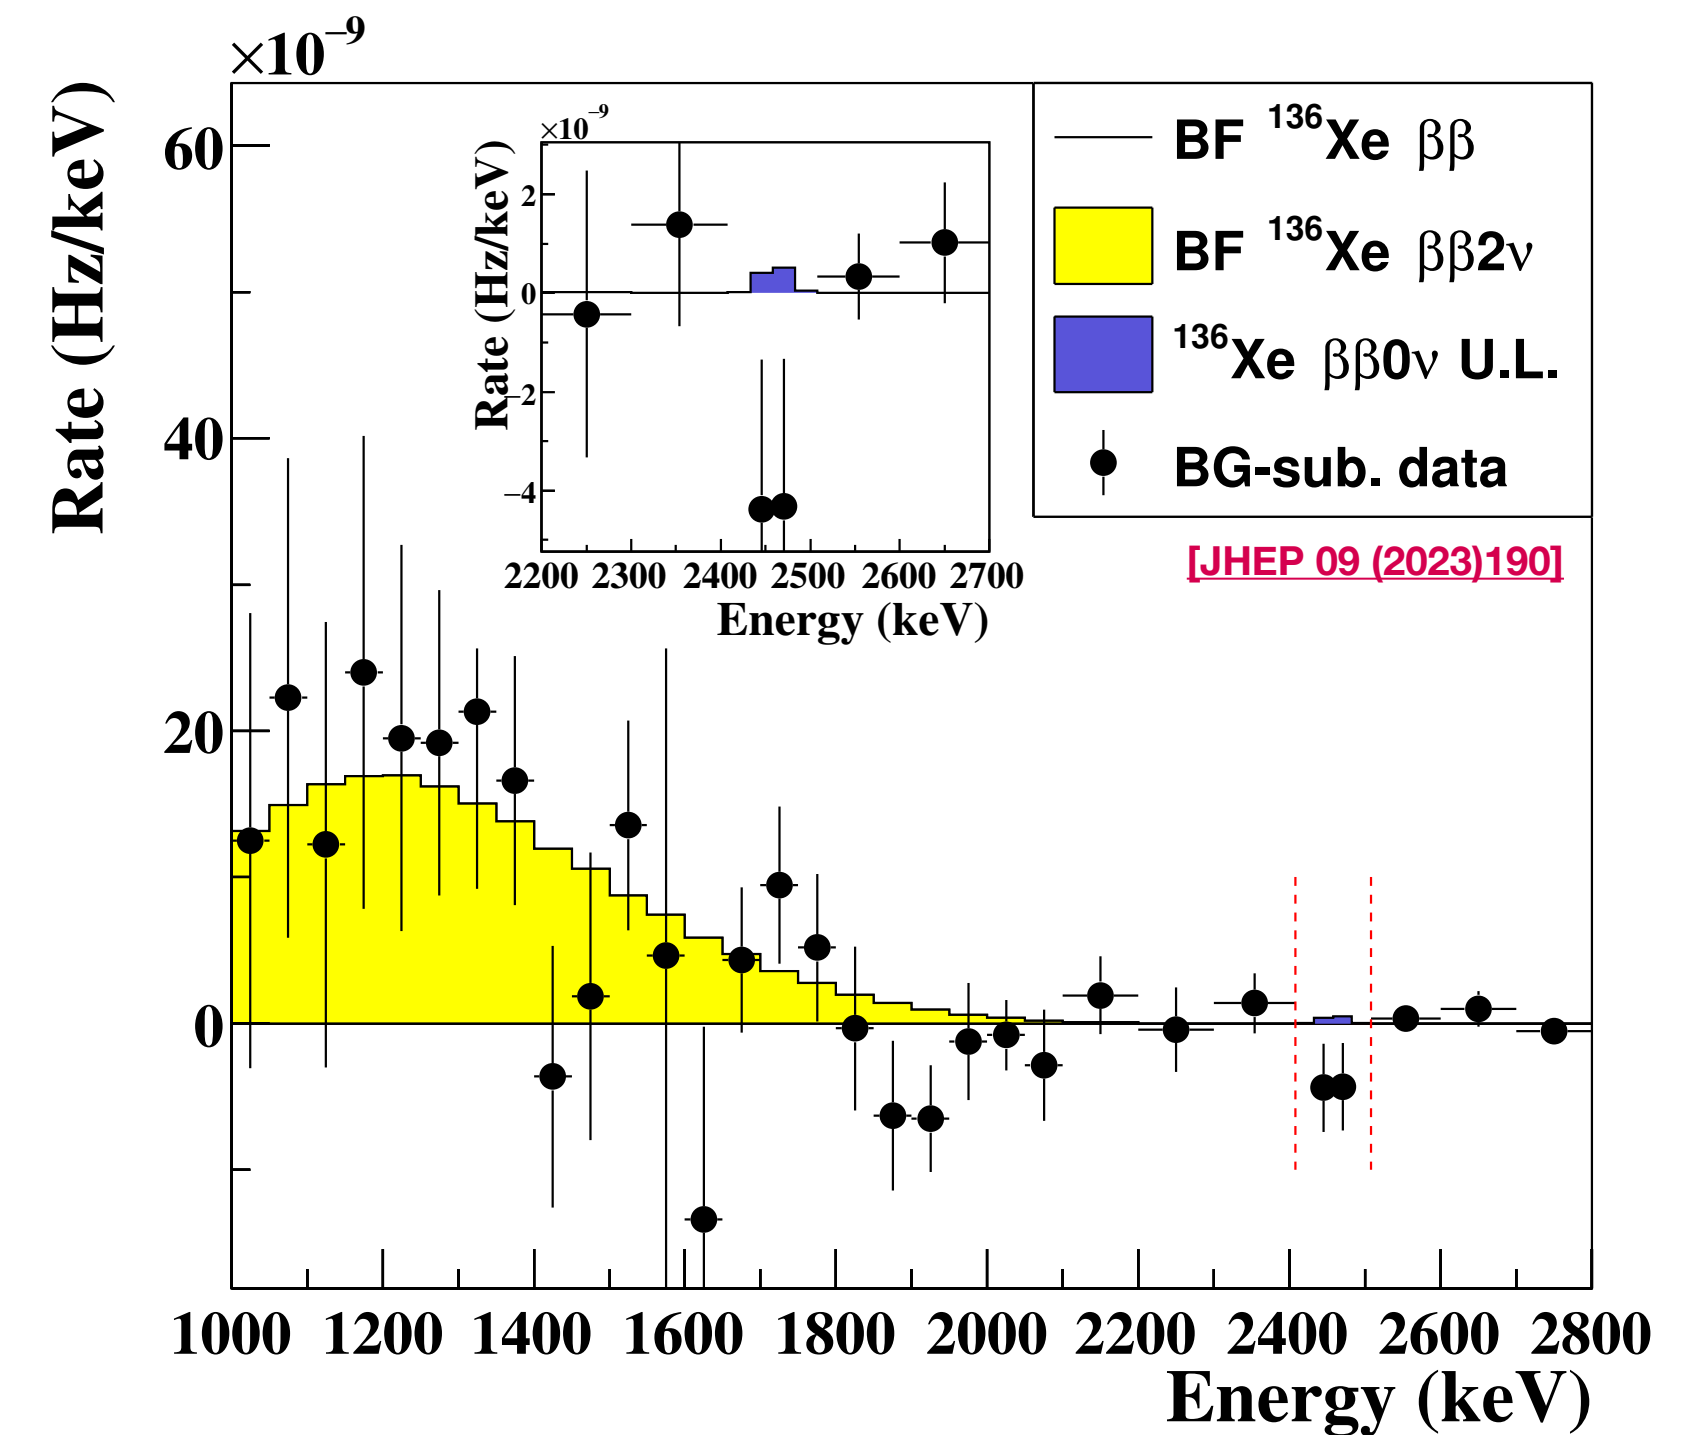 ×10⁻⁹
Rate (Hz/keV)
60
40
20
0
1000 1200 1400 1600 1800 2000 2200 2400 2600 2800
Energy (keV)
×10⁻⁹
Rate (Hz/keV)
2
0
−2
−4
2200 2300 2400 2500 2600 2700
Energy (keV)
BF ¹³⁶Xe ββ
BF ¹³⁶Xe ββ2ν
¹³⁶Xe ββ0ν U.L.
BG-sub. data
[JHEP 09 (2023)190]